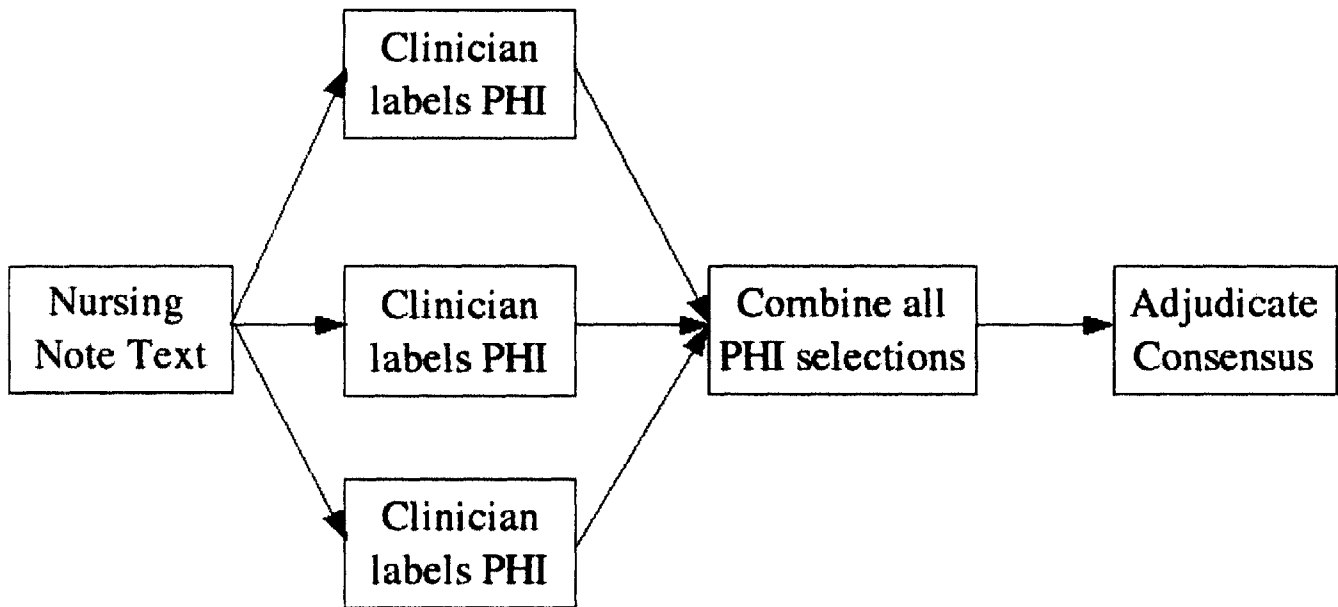 Clinician
labels PHI
Nursing
Note Text
Clinician
labels PHI
Combine all
PHI selections
Adjudicate
Consensus
Clinician
labels PHI